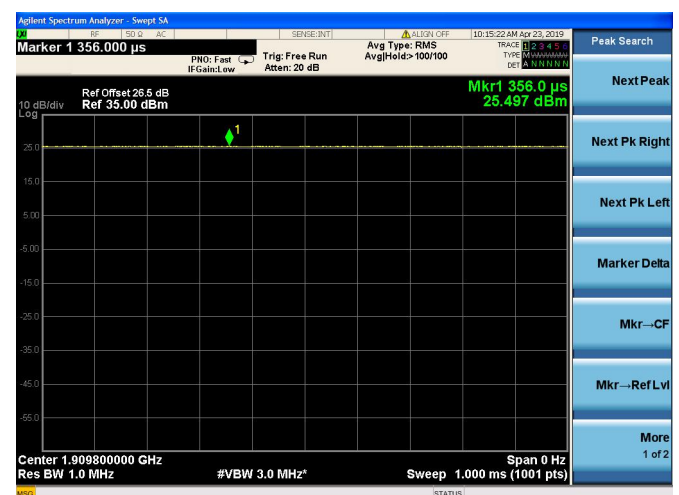 Agilent Spectrum Analyzer - Swept SA
RF 50 Ω AC SENSE:INT ALIGN OFF 10:15:22 AM Apr 23, 2019
Marker 1 356.000 µs
PNO: Fast
IFGain:Low
Trig: Free Run
Atten: 20 dB
Avg Type: RMS
Avg|Hold:>100/100
TRACE 1 2 3 4 5 6
TYPE MWWWWW
DET A N N N N N
Peak Search
Ref Offset 26.5 dB
10 dB/div Ref 35.00 dBm
Log
Mkr1 356.0 µs
25.497 dBm
1
25.0
15.0
5.00
-5.00
-15.0
-25.0
-35.0
-45.0
-55.0
Next Peak
Next Pk Right
Next Pk Left
Marker Delta
Mkr→CF
Mkr→Ref Lvl
More
1 of 2
Center 1.909800000 GHz Span 0 Hz
Res BW 1.0 MHz #VBW 3.0 MHz* Sweep 1.000 ms (1001 pts)
MSG STATUS